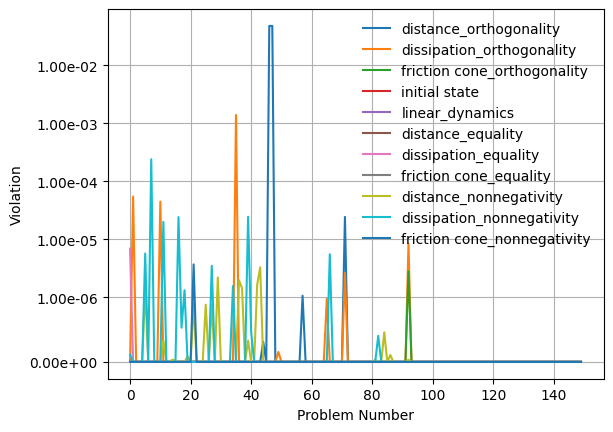 distance_orthogonality
dissipation_orthogonality
friction cone_orthogonality
initial state
linear_dynamics
distance_equality
dissipation_equality
friction cone_equality
distance_nonnegativity
dissipation_nonnegativity
friction cone_nonnegativity
1.00e-02
1.00e-03
1.00e-04
1.00e-05
1.00e-06
0.00e+00
Violation
0 20 40 60 80 100 120 140
Problem Number